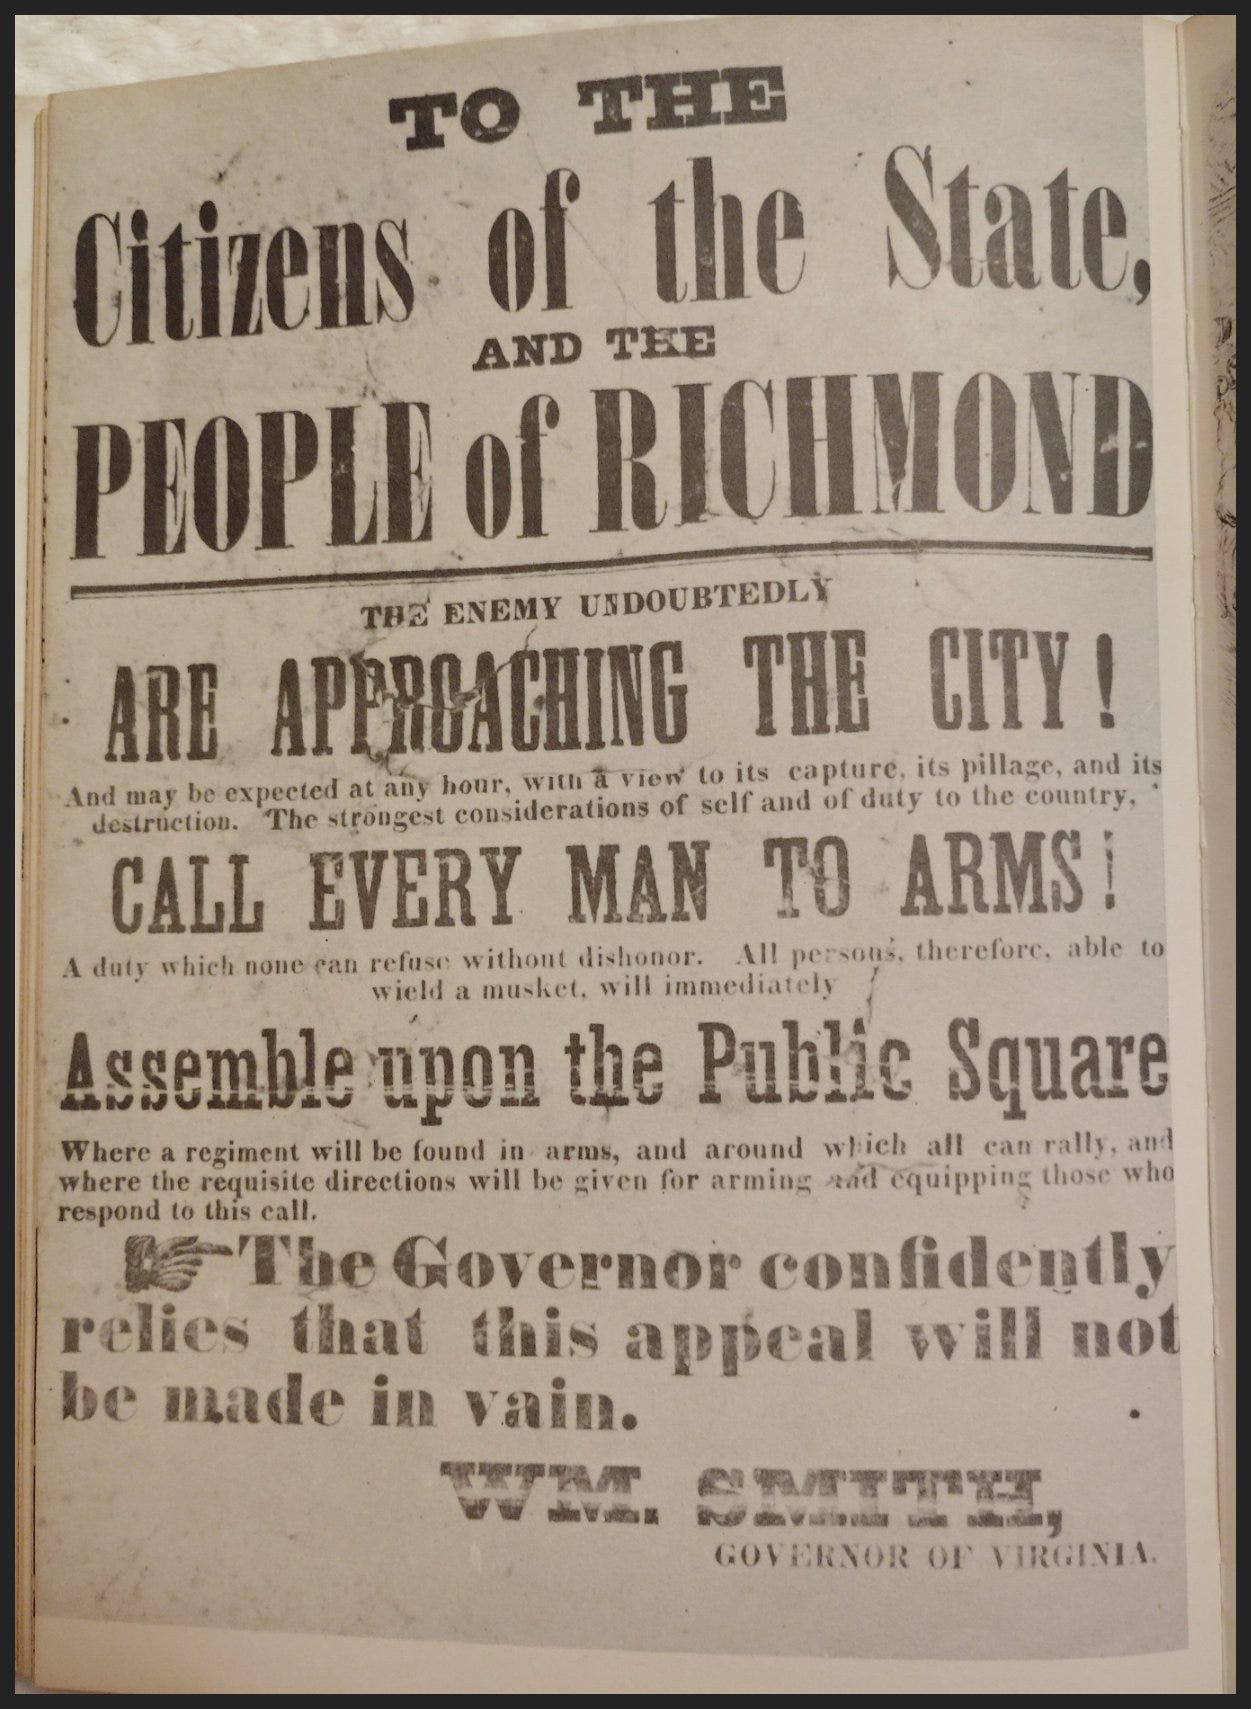 TO THE
Citizens of the State,
AND THE
PEOPLE of RICHMOND
THE ENEMY UNDOUBTEDLY
ARE APPROACHING THE CITY!
And may be expected at any hour, with a view to its capture, its pillage, and its
destruction. The strongest considerations of self and of duty to the country,
CALL EVERY MAN TO ARMS!
A duty which none can refuse without dishonor. All persons, therefore, able to
wield a musket, will immediately
Assemble upon the Public Square
Where a regiment will be found in arms, and around which all can rally, and
where the requisite directions will be given for arming and equipping those who
respond to this call.
☞The Governor confidently
relies that this appeal will not
be made in vain.
WM. SMITH,
GOVERNOR OF VIRGINIA.